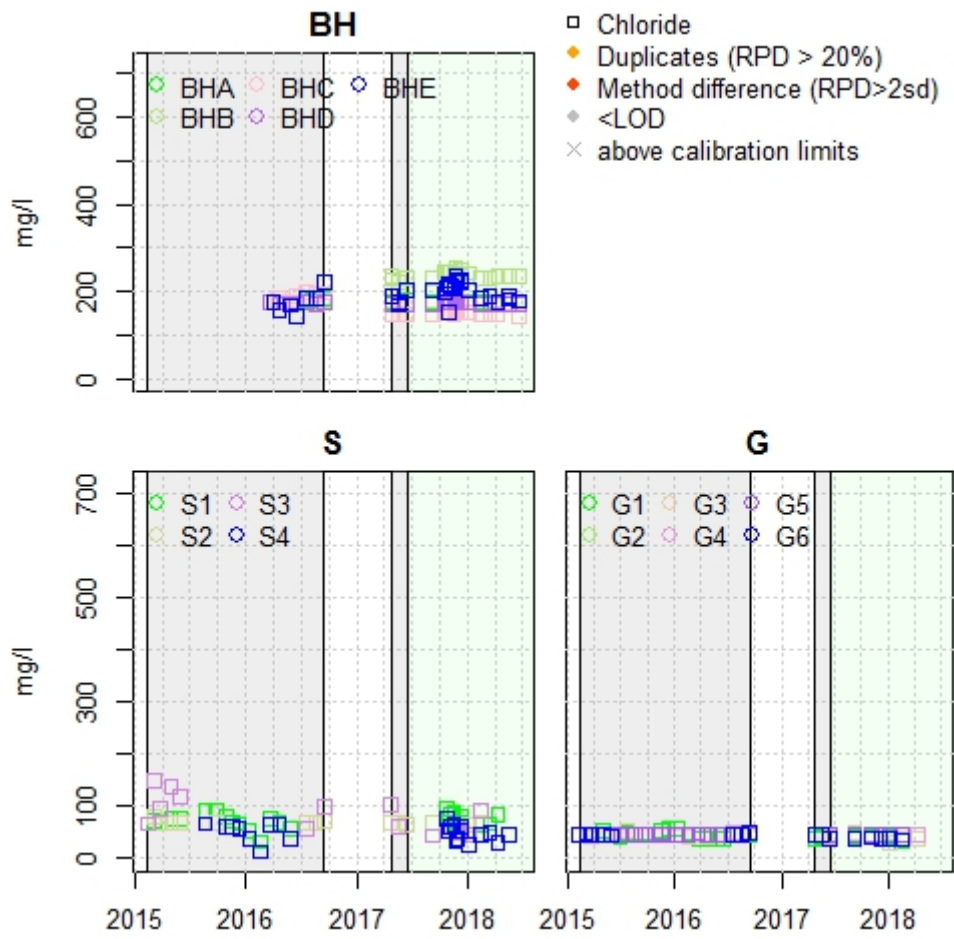 BH
Chloride
Duplicates (RPD > 20%)
Method difference (RPD>2sd)
<LOD
above calibration limits
BHA BHC BHE
BHB BHD
mg/l
600
400
200
0
S
G
S1 S3
S2 S4
G1 G3 G5
G2 G4 G6
mg/l
700
500
300
100
0
2015 2016 2017 2018
2015 2016 2017 2018